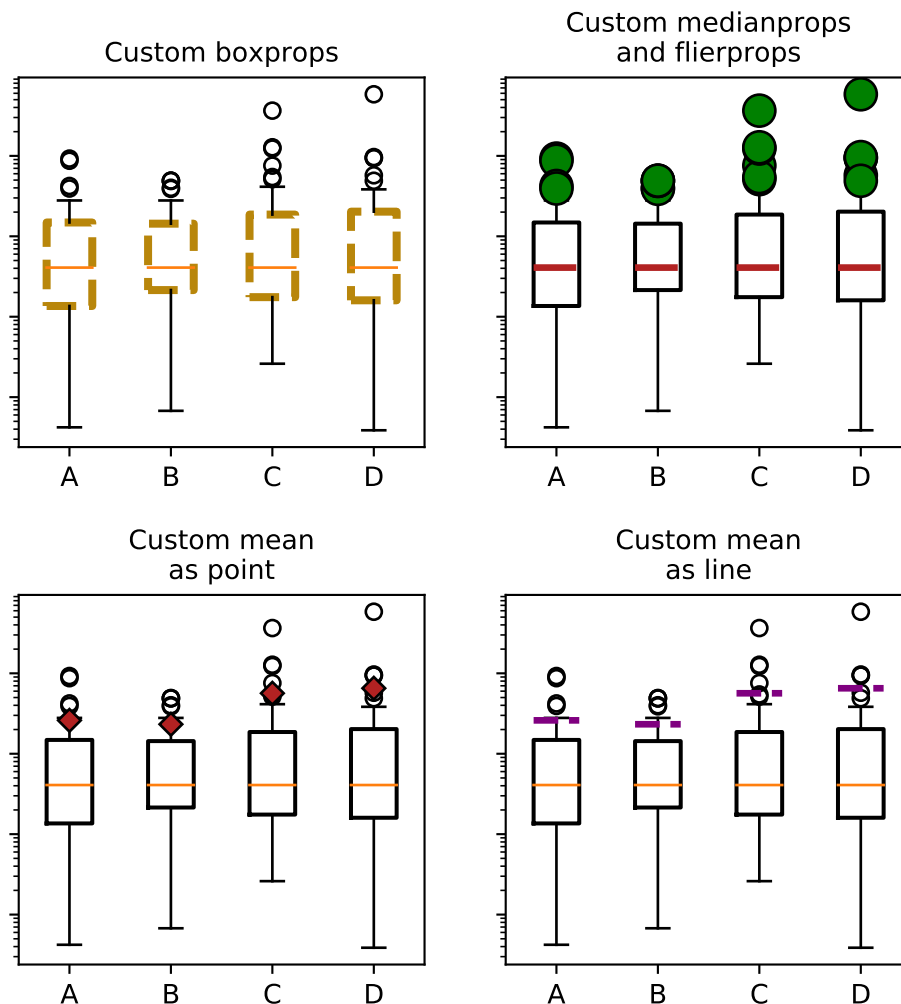 Custom boxprops
Custom medianprops
and flierprops
A B C D
A B C D
Custom mean
as point
Custom mean
as line
A B C D
A B C D